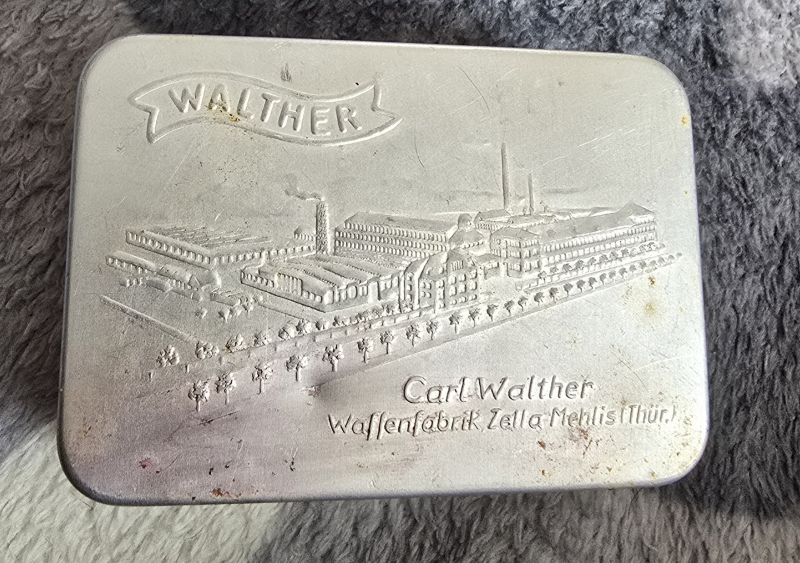 WALTHER
Carl Walther
Waffenfabrik, Zella-Mehlis (Thür.)